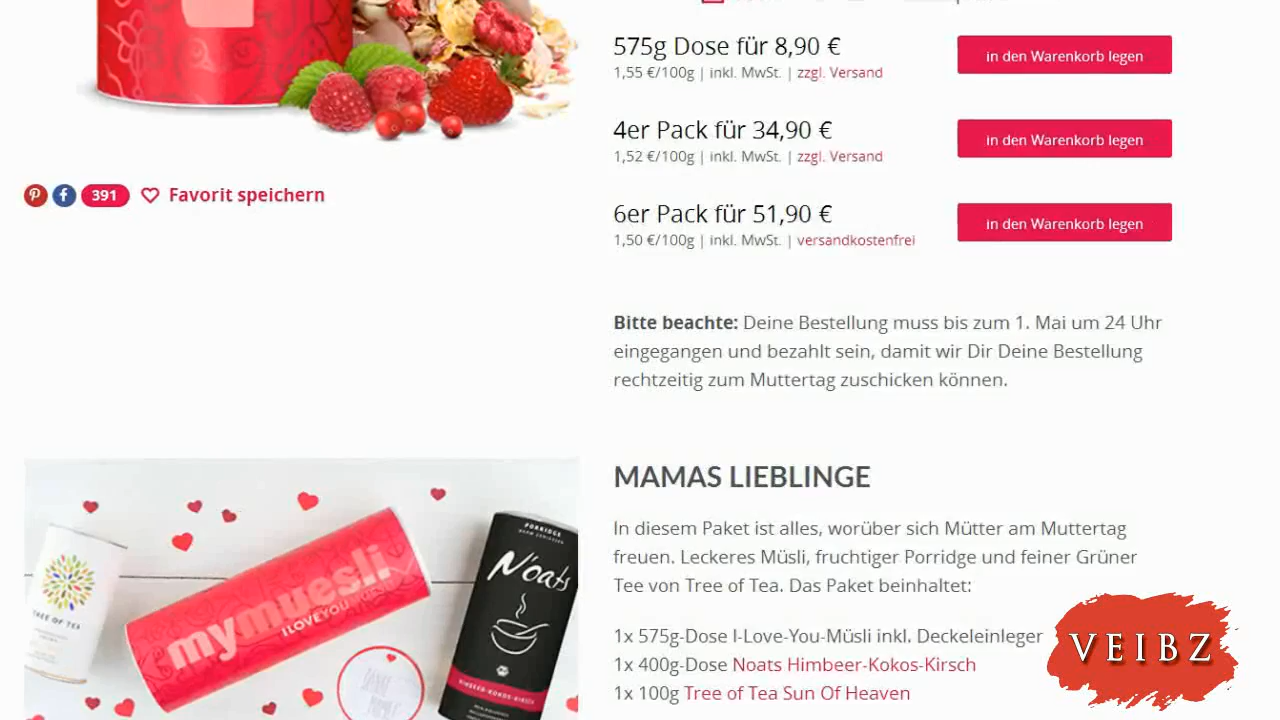 575g Dose für 8,90 €
1,55 €/100g | inkl. MwSt. | zzgl. Versand
in den Warenkorb legen
4er Pack für 34,90 €
1,52 €/100g | inkl. MwSt. | zzgl. Versand
in den Warenkorb legen
391
Favorit speichern
6er Pack für 51,90 €
1,50 €/100g | inkl. MwSt. | versandkostenfrei
in den Warenkorb legen
Bitte beachte: Deine Bestellung muss bis zum 1. Mai um 24 Uhr
eingegangen und bezahlt sein, damit wir Dir Deine Bestellung
rechtzeitig zum Muttertag zuschicken können.
MAMAS LIEBLINGE
In diesem Paket ist alles, worüber sich Mütter am Muttertag
freuen. Leckeres Müsli, fruchtiger Porridge und feiner Grüner
Tee von Tree of Tea. Das Paket beinhaltet:
1x 575g-Dose I-Love-You-Müsli inkl. Deckeleinleger
1x 400g-Dose Noats Himbeer-Kokos-Kirsch
1x 100g Tree of Tea Sun Of Heaven
TREE OF TEA
mymuesli
I LOVE YOU
PORRIDGE
Noats
HIMBEER-KOKOS-KIRSCH
VEIBZ